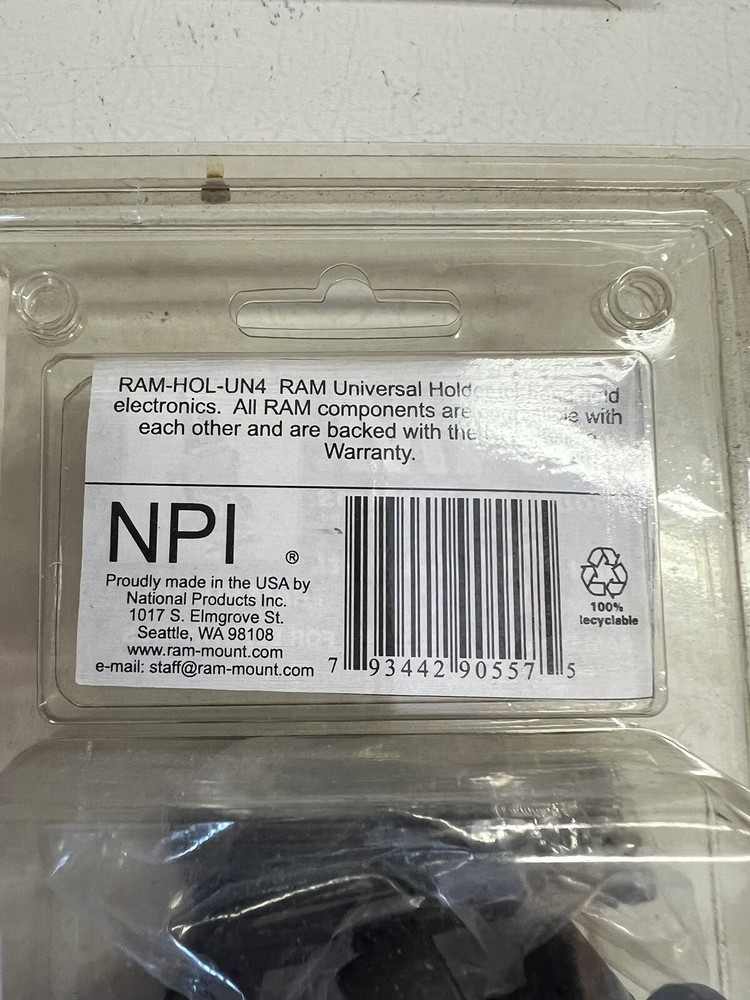 RAM-HOL-UN4 RAM Universal Holder
electronics. All RAM components are with
each other and are backed with the
Warranty.
NPI ®
Proudly made in the USA by
National Products Inc.
1017 S. Elmgrove St.
Seattle, WA 98108
www.ram-mount.com
e-mail: staff@ram-mount.com
7 93442 90557 5
100%
recyclable